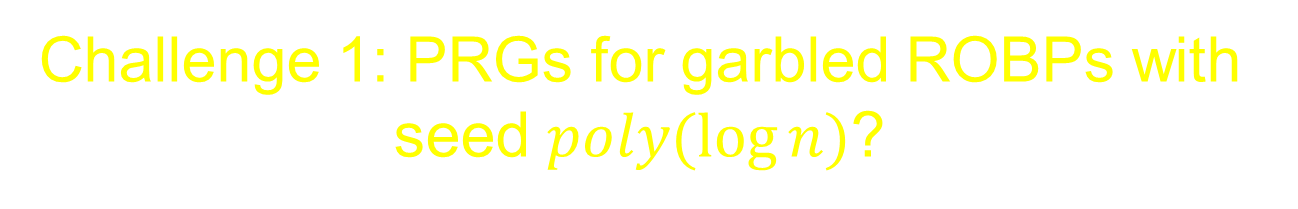 Challenge 1: PRGs for garbled ROBPs with
seed poly(log n)?